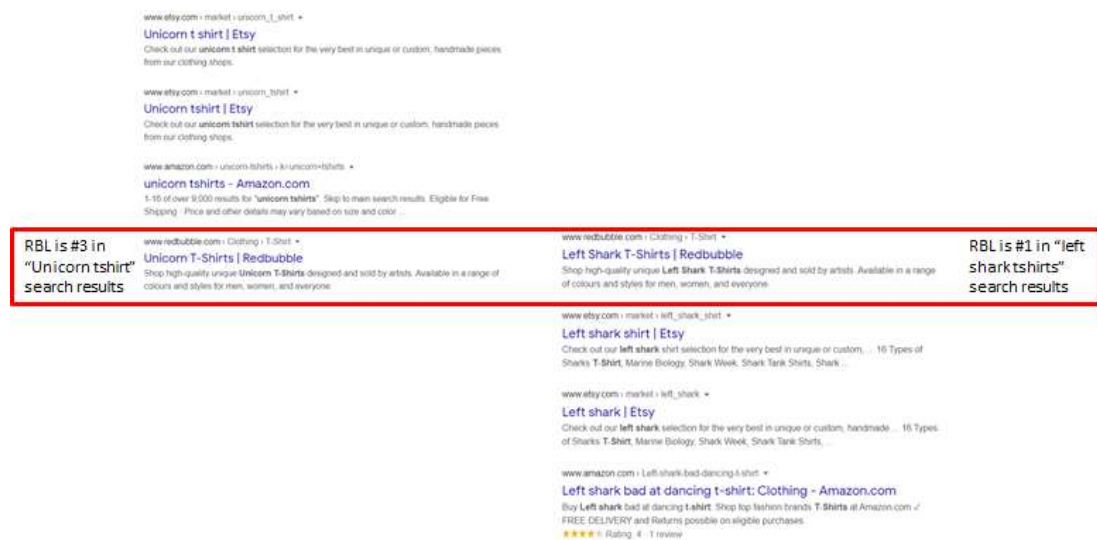 www.etsy.com › market › unicorn_t_shirt
Unicorn t shirt | Etsy
Check out our unicorn t shirt selection for the very best in unique or custom, handmade pieces
from our clothing shops.
www.etsy.com › market › unicorn_tshirt
Unicorn tshirt | Etsy
Check out our unicorn tshirt selection for the very best in unique or custom, handmade pieces
from our clothing shops.
www.amazon.com › unicorn-tshirts › k=unicorn+tshirts
unicorn tshirts - Amazon.com
1-16 of over 9,000 results for "unicorn tshirts". Skip to main search results. Eligible for Free
Shipping · Price and other details may vary based on size and color ...
RBL is #3 in
"Unicorn tshirt"
search results
www.redbubble.com › Clothing › T-Shirt
Unicorn T-Shirts | Redbubble
Shop high-quality unique Unicorn T-Shirts designed and sold by artists. Available in a range of
colours and styles for men, women, and everyone.
www.redbubble.com › Clothing › T-Shirt
Left Shark T-Shirts | Redbubble
Shop high-quality unique Left Shark T-Shirts designed and sold by artists. Available in a range
of colours and styles for men, women, and everyone.
RBL is #1 in "left
shark tshirts"
search results
www.etsy.com › market › left_shark_shirt
Left shark shirt | Etsy
Check out our left shark shirt selection for the very best in unique or custom, ... 16 Types of
Sharks T-Shirt, Marine Biology, Shark Week, Shark Tank Shirts, Shark ...
www.etsy.com › market › left_shark
Left shark | Etsy
Check out our left shark selection for the very best in unique or custom, handmade ... 16 Types
of Sharks T-Shirt, Marine Biology, Shark Week, Shark Tank Shirts, ...
www.amazon.com › Left-shark-bad-dancing-t-shirt
Left shark bad at dancing t-shirt: Clothing - Amazon.com
Buy Left shark bad at dancing t-shirt: Shop top fashion brands T-Shirts at Amazon.com ✓
FREE DELIVERY and Returns possible on eligible purchases
★★★★☆ Rating: 4 · 1 review